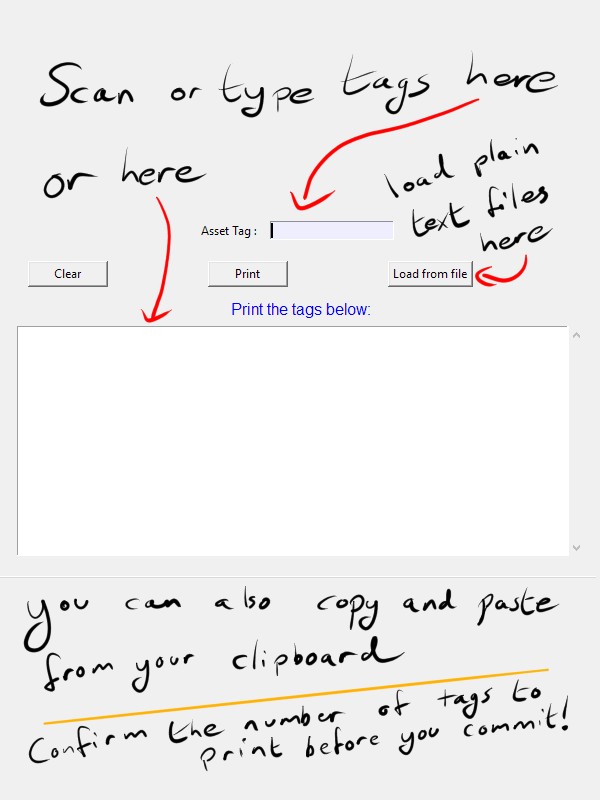 Scan or type tags here
or here
load plain
text files
here
Asset Tag :
Clear
Print
Load from file
Print the tags below:
you can also copy and paste
from your clipboard
Confirm the number of tags to
print before you commit!